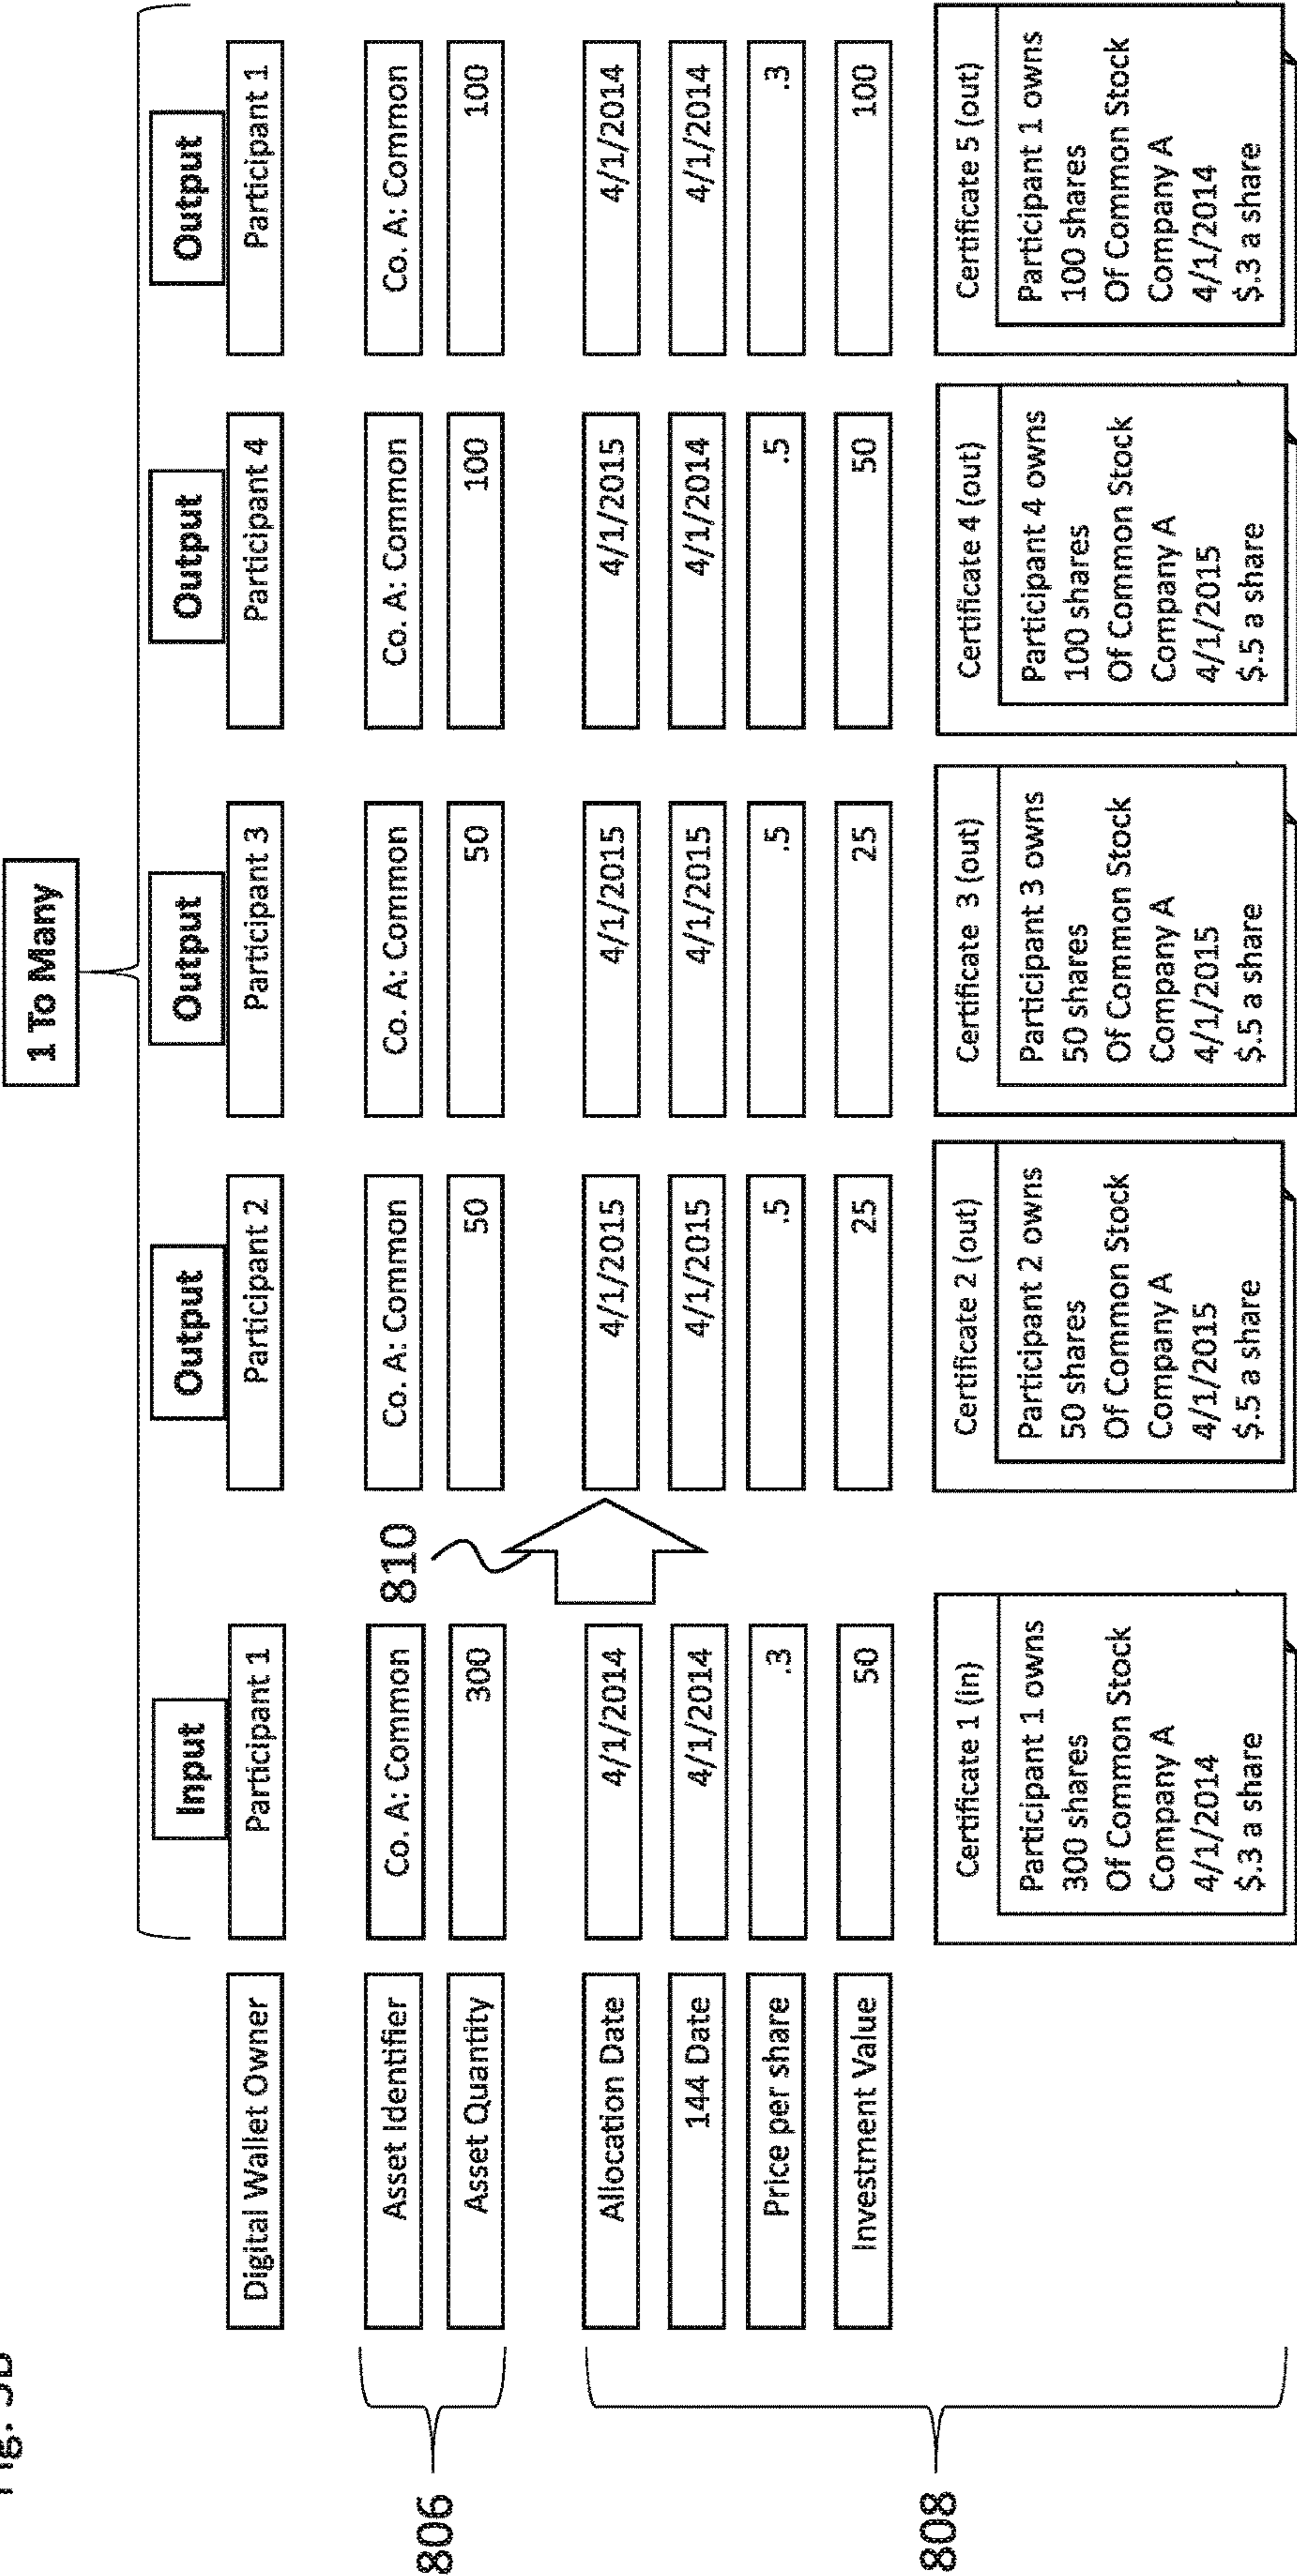 Fig. 5B
1 To Many
Input
Output
Output
Output
Output
Digital Wallet Owner
Participant 1
Participant 2
Participant 3
Participant 4
Participant 1
806
Asset Identifier
Co. A: Common
Co. A: Common
Co. A: Common
Co. A: Common
Co. A: Common
Asset Quantity
300
50
50
100
100
810
808
Allocation Date
4/1/2014
4/1/2015
4/1/2015
4/1/2015
4/1/2014
144 Date
4/1/2014
4/1/2015
4/1/2015
4/1/2014
4/1/2014
Price per share
.3
.5
.5
.5
.3
Investment Value
50
25
25
50
100
Certificate 1 (in)
Participant 1 owns
300 shares
Of Common Stock
Company A
4/1/2014
$.3 a share
Certificate 2 (out)
Participant 2 owns
50 shares
Of Common Stock
Company A
4/1/2015
$.5 a share
Certificate 3 (out)
Participant 3 owns
50 shares
Of Common Stock
Company A
4/1/2015
$.5 a share
Certificate 4 (out)
Participant 4 owns
100 shares
Of Common Stock
Company A
4/1/2015
$.5 a share
Certificate 5 (out)
Participant 1 owns
100 shares
Of Common Stock
Company A
4/1/2014
$.3 a share